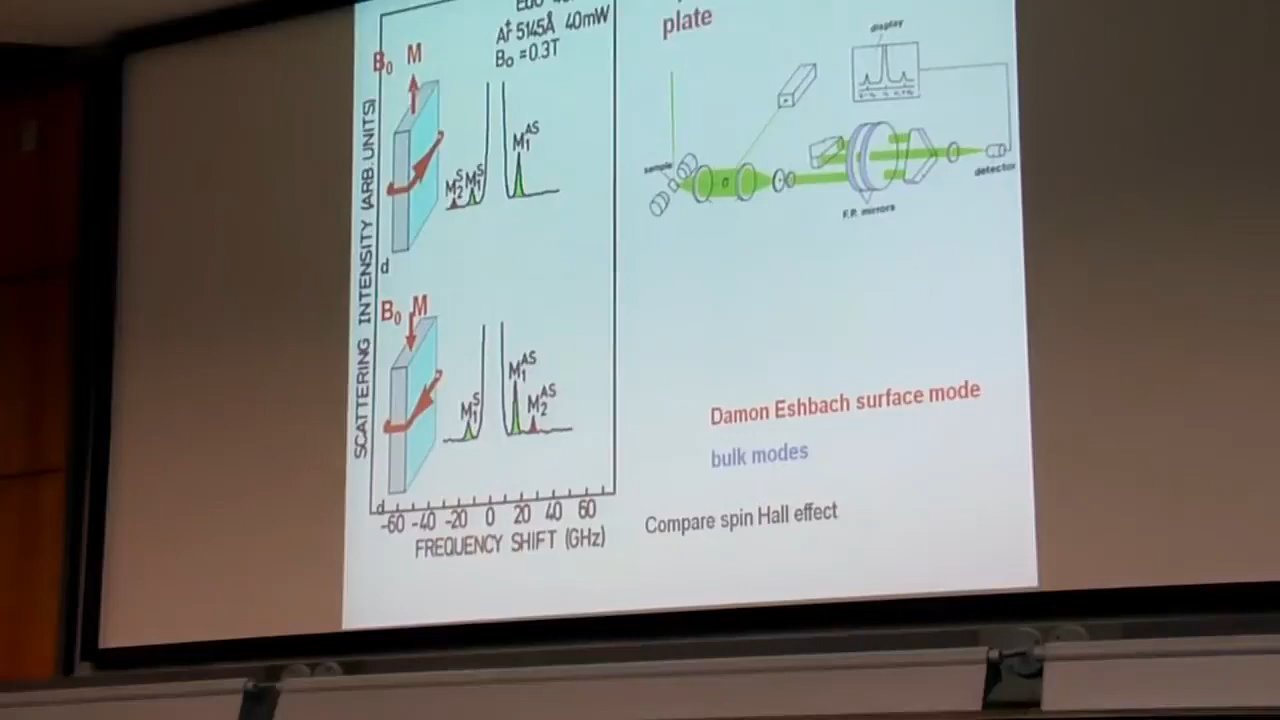 Ar⁺ 5145Å 40mW
B₀ = 0.3T
B₀ M
M₂ˢ M₁ˢ
M₁ᴬˢ
d
B₀ M
M₁ˢ
M₁ᴬˢ
M₂ᴬˢ
d
-60 -40 -20 0 20 40 60
FREQUENCY SHIFT (GHz)
SCATTERING INTENSITY (ARB. UNITS)
plate
display
sample
detector
F.P. mirrors
Damon Eshbach surface mode
bulk modes
Compare spin Hall effect